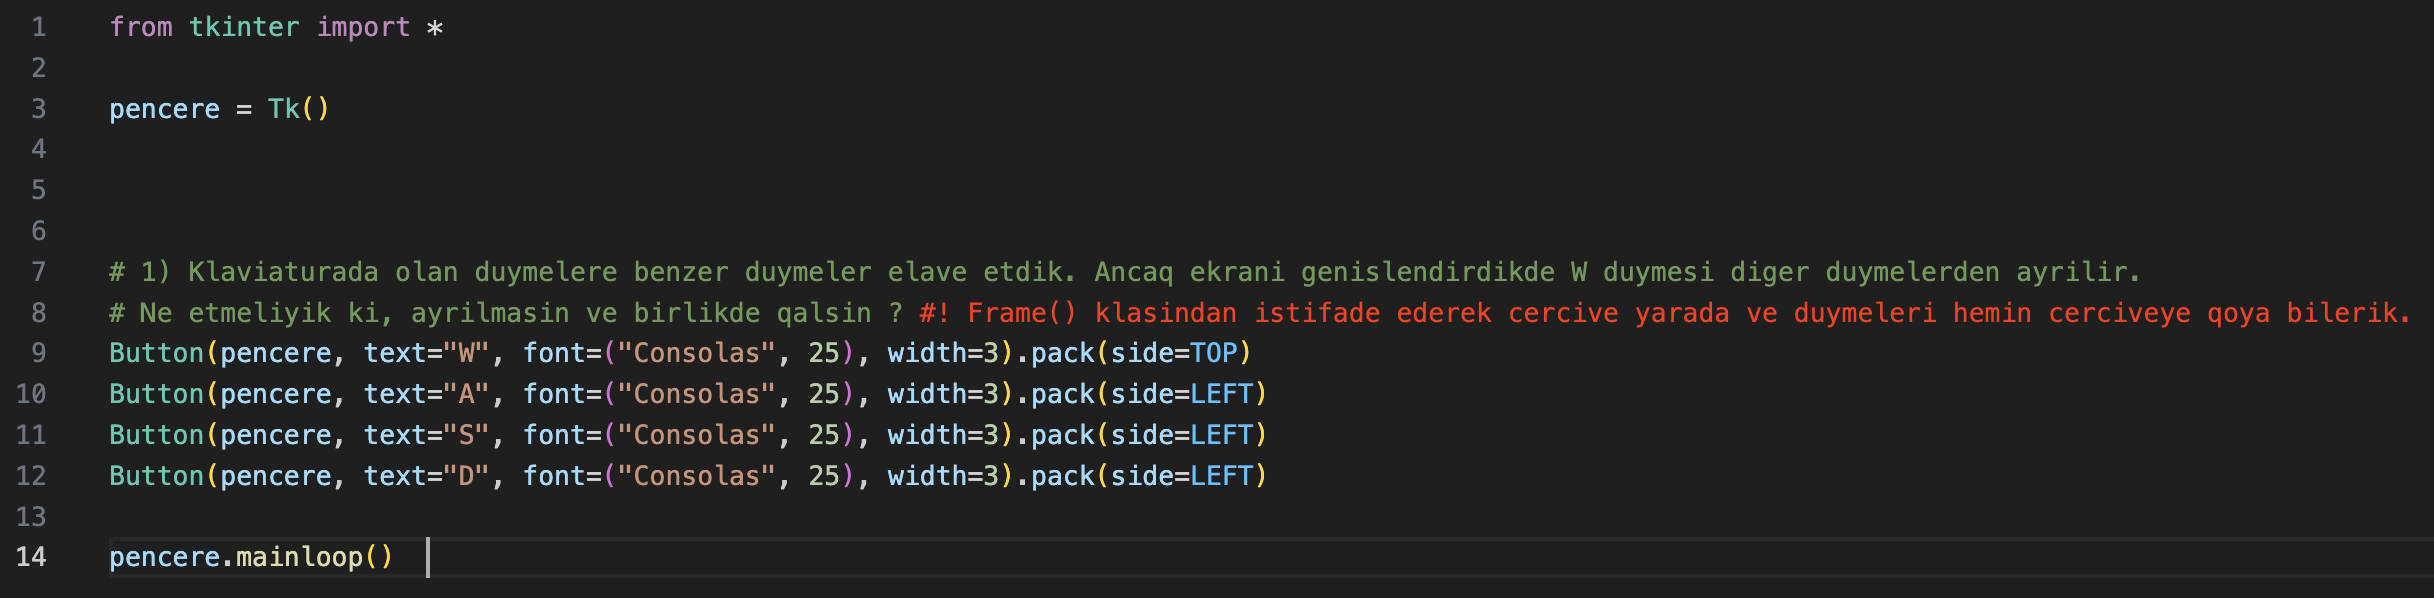 1 from tkinter import *
2
3 pencere = Tk()
4
5
6
7 # 1) Klaviaturada olan duymelere benzer duymeler elave etdik. Ancaq ekrani genislendirdikde W duymesi diger duymelerden ayrilir.
8 # Ne etmeliyik ki, ayrilmasin ve birlikde qalsin ? #! Frame() klasindan istifade ederek cercive yarada ve duymeleri hemin cerciveye qoya bilerik.
9 Button(pencere, text="W", font=("Consolas", 25), width=3).pack(side=TOP)
10 Button(pencere, text="A", font=("Consolas", 25), width=3).pack(side=LEFT)
11 Button(pencere, text="S", font=("Consolas", 25), width=3).pack(side=LEFT)
12 Button(pencere, text="D", font=("Consolas", 25), width=3).pack(side=LEFT)
13
14 pencere.mainloop()